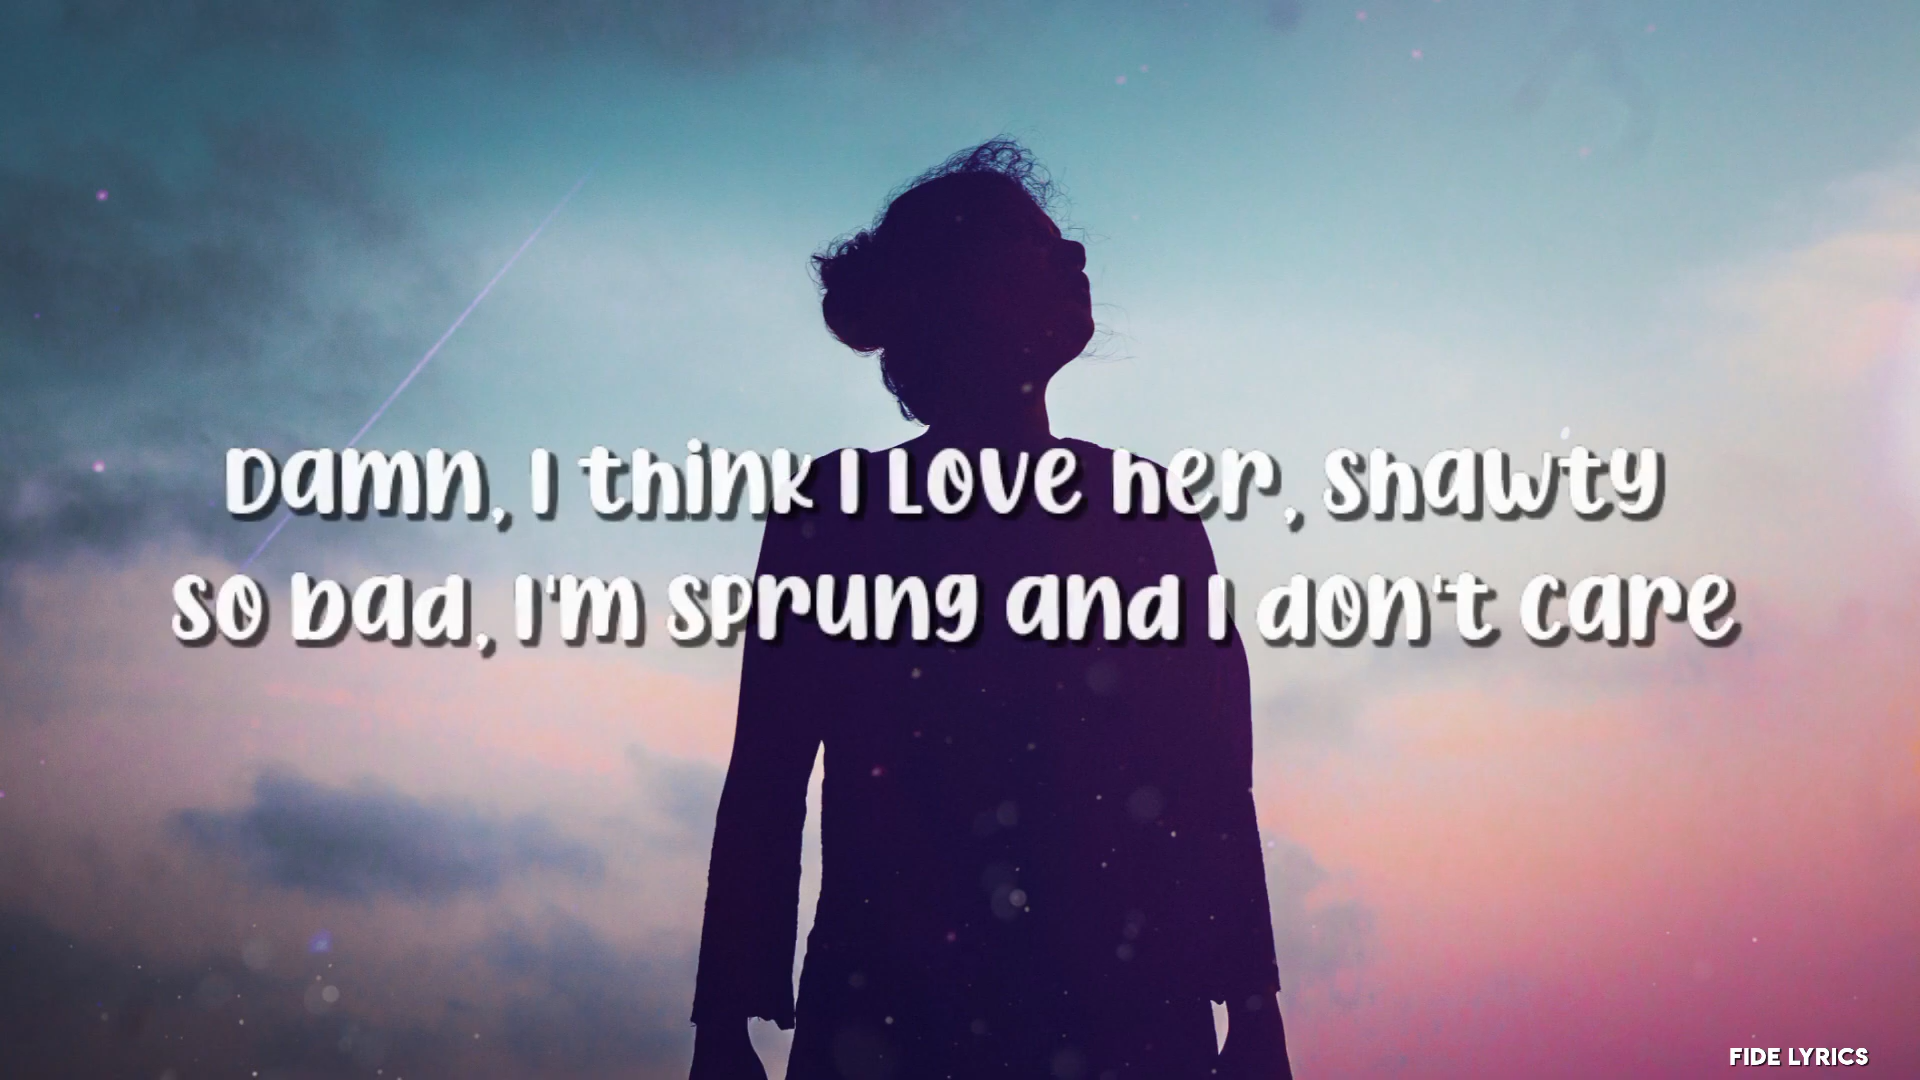 Damn, I think I love her, shawty
so bad, I'm sprung and I don't care
FIDE LYRICS